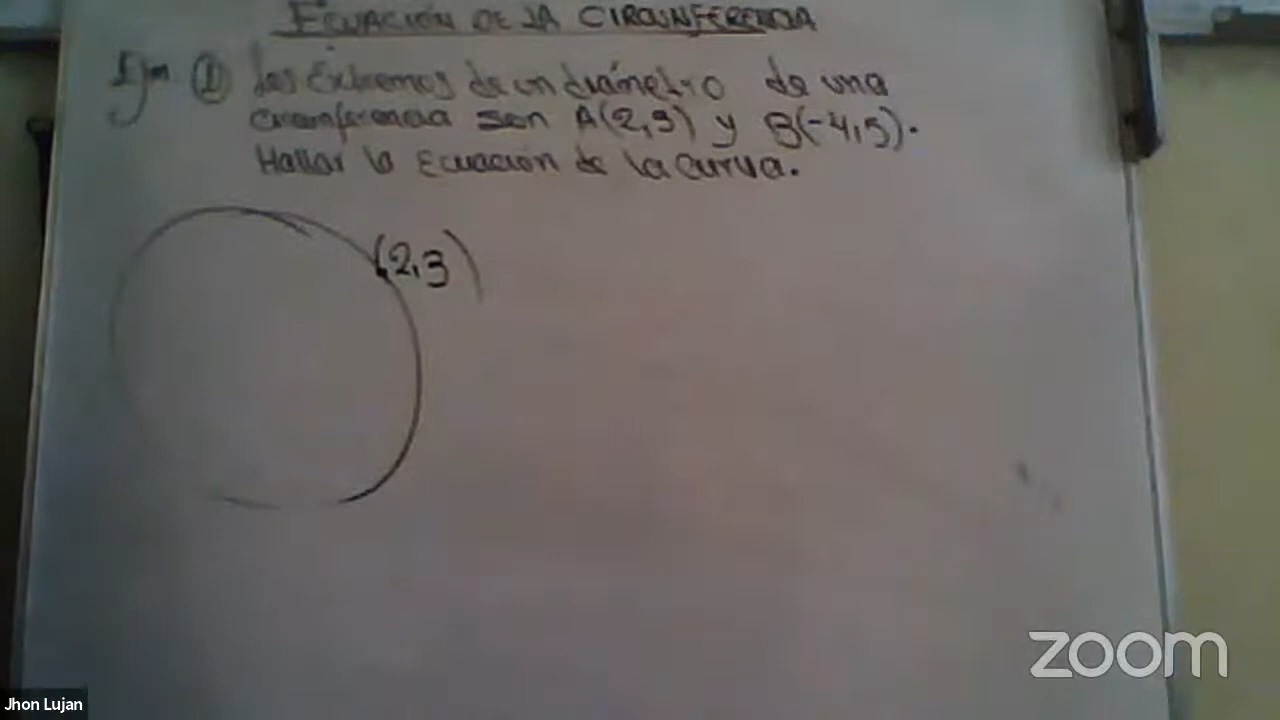 ECUACIÓN DE LA CIRCUNFERENCIA
Ejm ① Los Extremos de un diámetro de una
circunferencia son A(2,3) y B(-4,5).
Hallar la Ecuación de la curva.
(2,3)
zoom
Jhon Lujan